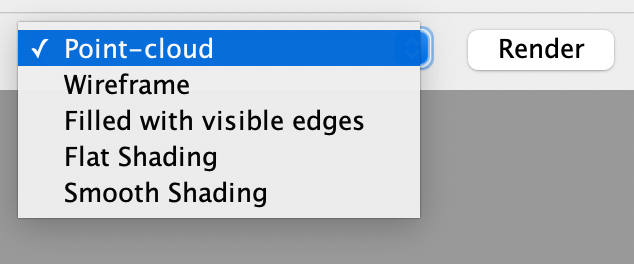 ✓ Point-cloud
Render
Wireframe
Filled with visible edges
Flat Shading
Smooth Shading